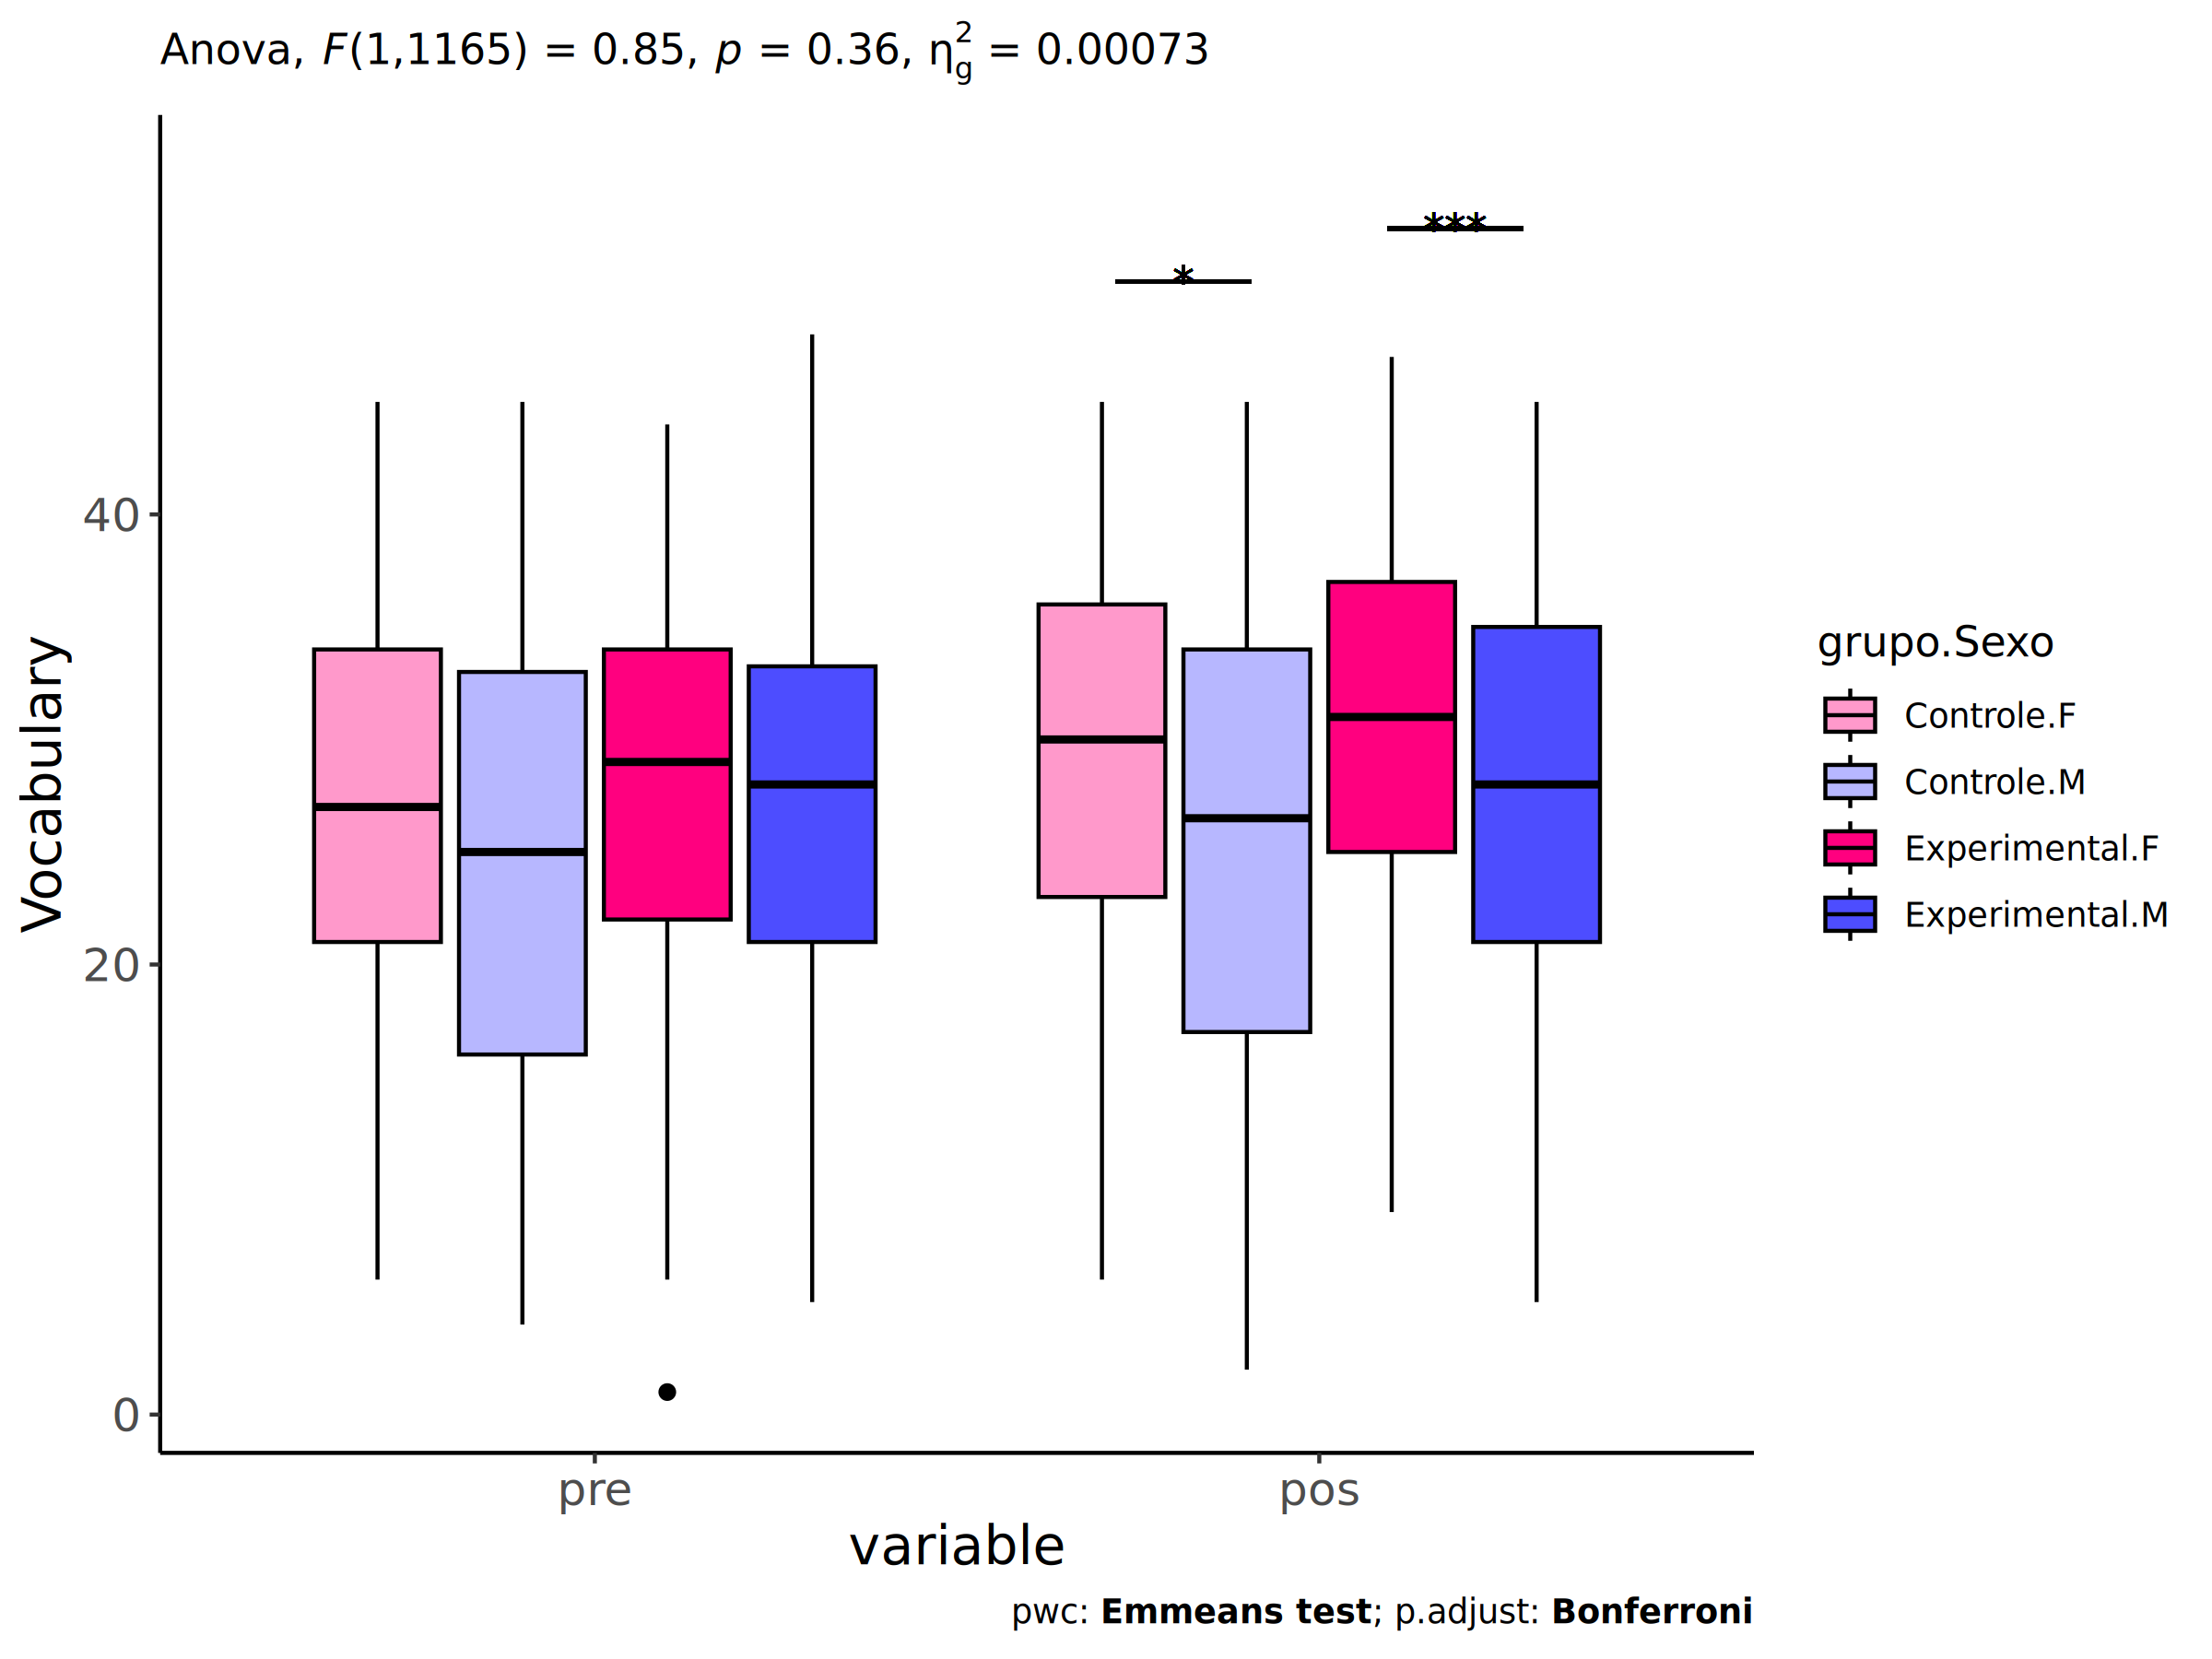 Anova, F(1,1165) = 0.85, p = 0.36, η²g = 0.00073
*
***
Vocabulary
40
20
0
pre
pos
variable
grupo.Sexo
Controle.F
Controle.M
Experimental.F
Experimental.M
pwc: Emmeans test; p.adjust: Bonferroni